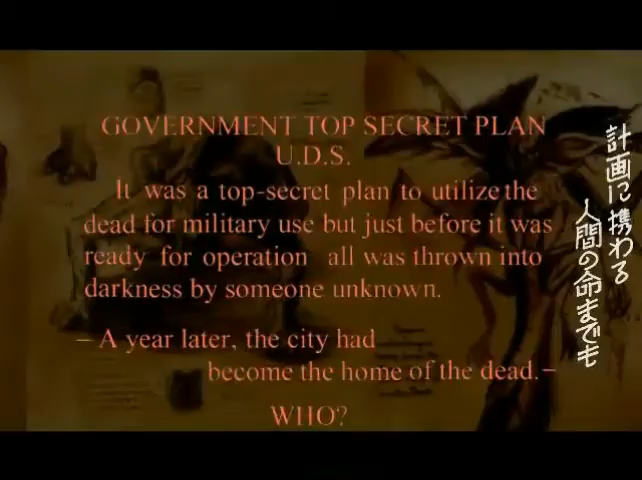 GOVERNMENT TOP SECRET PLAN
U.D.S.
It was a top-secret plan to utilize the
dead for military use but just before it was
ready for operation all was thrown into
darkness by someone unknown.
– A year later, the city had
become the home of the dead. –
WHO?
計画に携わる
人間の命までも